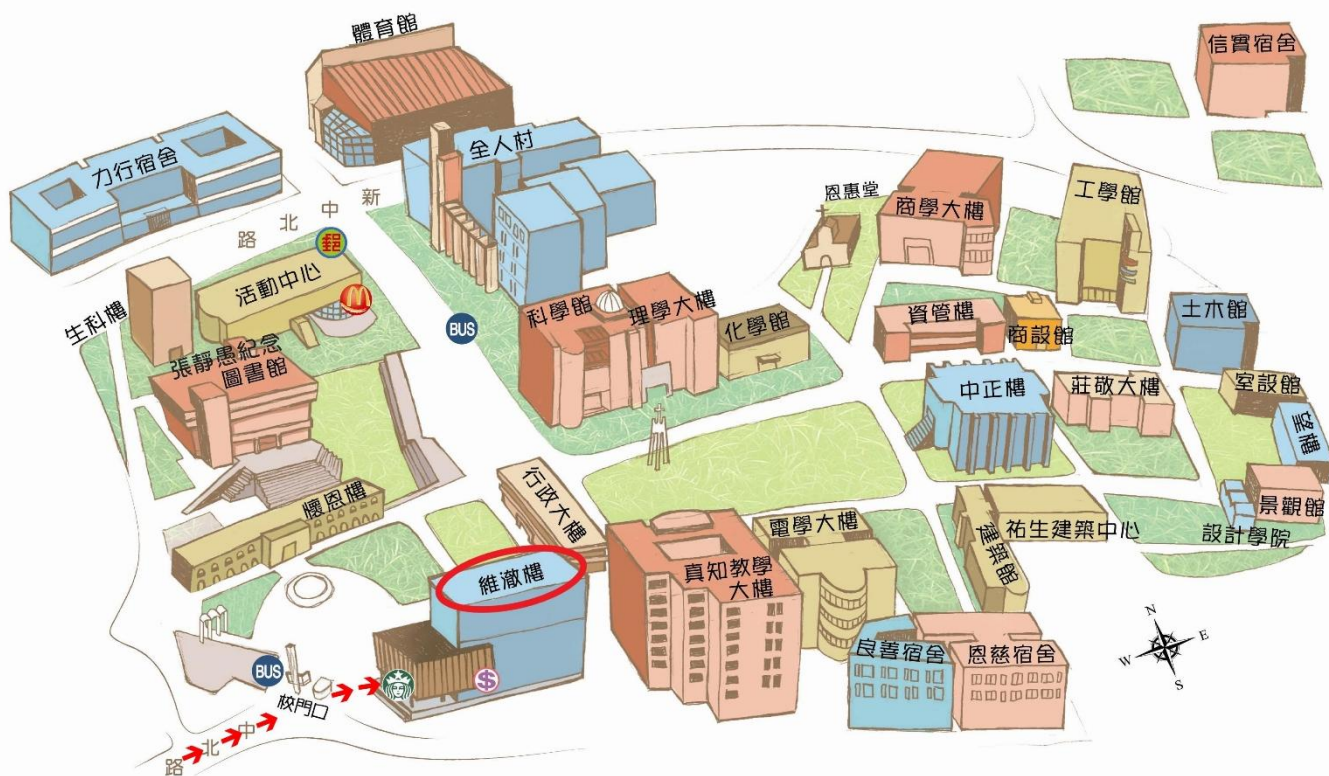 體育館
信實宿舍
全人村
力行宿舍
新中北路
恩惠堂
商學大樓
工學館
郵
活動中心
生科樓
BUS
科學館
理學大樓
化學館
資管樓
商設館
土木館
張靜愚紀念
圖書館
中正樓
莊敬大樓
室設館
望樓
懷恩樓
行政大樓
電學大樓
祐生建築中心
景觀館
設計學院
維澈樓
真知教學
大樓
建築館
N
W
E
S
BUS
校門口
$
良善宿舍
恩慈宿舍
中北路